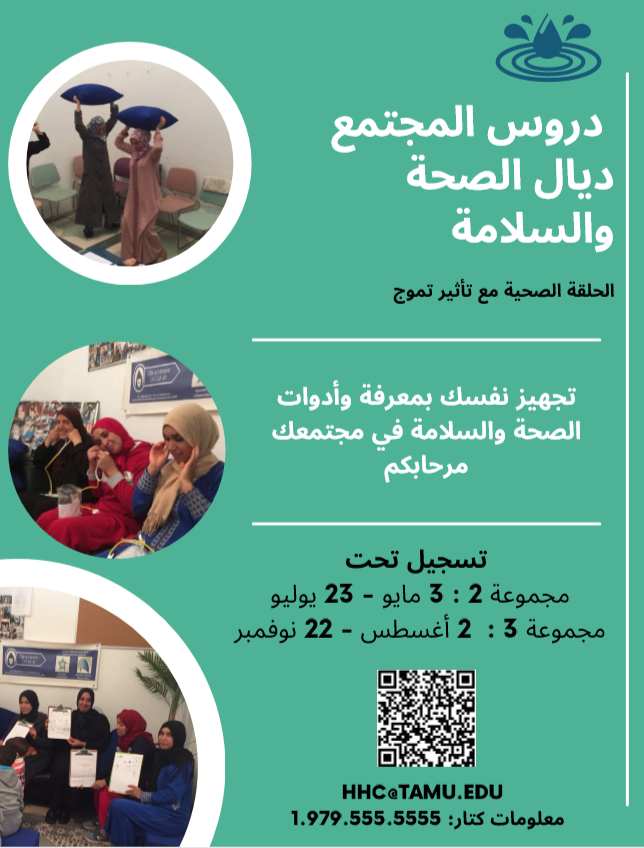 دروس المجتمع
ديال الصحة
والسلامة
الحلقة الصحية مع تأثير تموج
تجهيز نفسك بمعرفة وأدوات
الصحة والسلامة في مجتمعك
مرحابكم
تسجيل تحت
مجموعة 2 : 3 مايو - 23 يوليو
مجموعة 3 : 2 أغسطس - 22 نوفمبر
HHC@TAMU.EDU
معلومات كتار: 1.979.555.5555